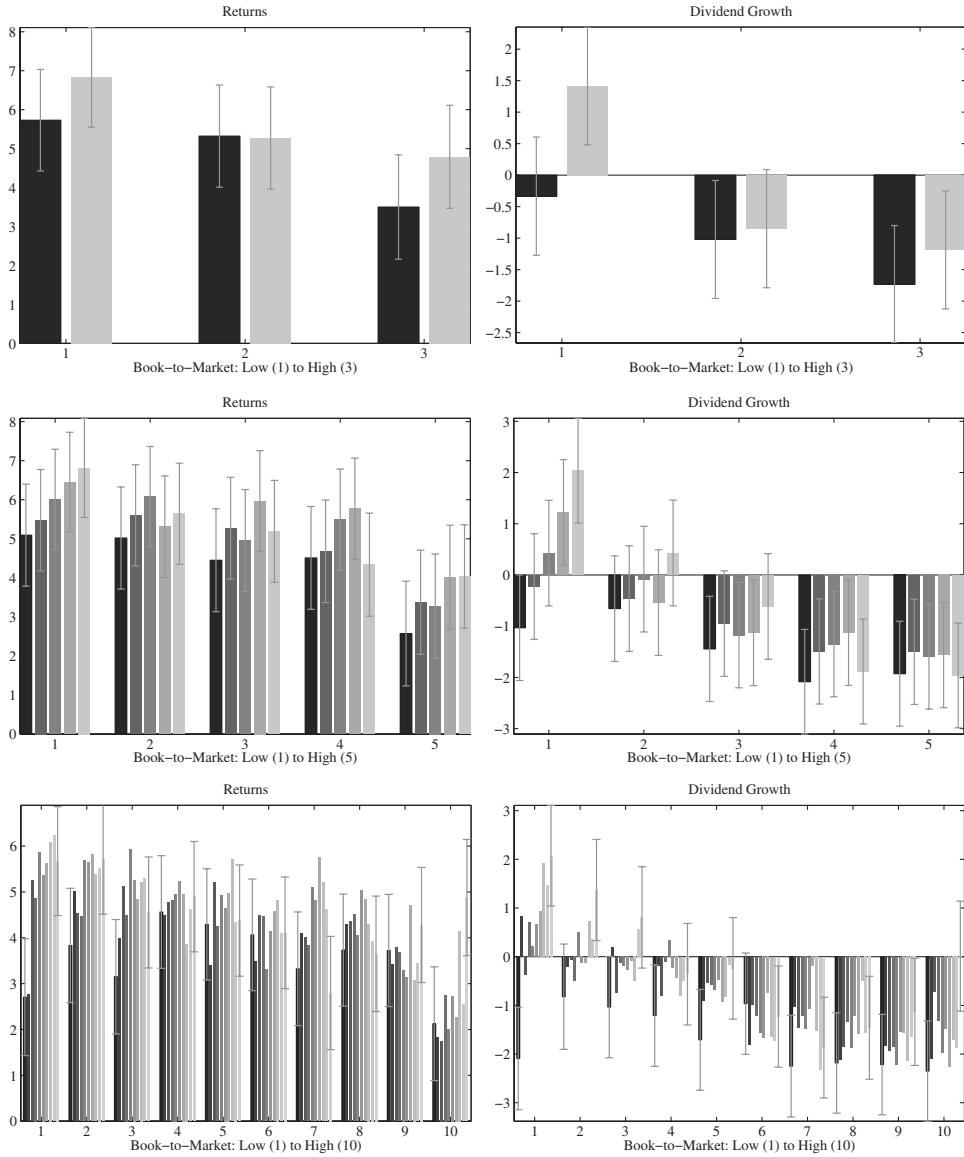 Returns
8
7
6
5
4
3
2
1
0
1 2 3
Book−to−Market: Low (1) to High (3)
Dividend Growth
2
1.5
1
0.5
0
−0.5
−1
−1.5
−2
−2.5
1 2 3
Book−to−Market: Low (1) to High (3)
Returns
8
7
6
5
4
3
2
1
0
1 2 3 4 5
Book−to−Market: Low (1) to High (5)
Dividend Growth
3
2
1
0
−1
−2
−3
1 2 3 4 5
Book−to−Market: Low (1) to High (5)
Returns
6
5
4
3
2
1
0
1 2 3 4 5 6 7 8 9 10
Book−to−Market: Low (1) to High (10)
Dividend Growth
3
2
1
0
−1
−2
−3
1 2 3 4 5 6 7 8 9 10
Book−to−Market: Low (1) to High (10)